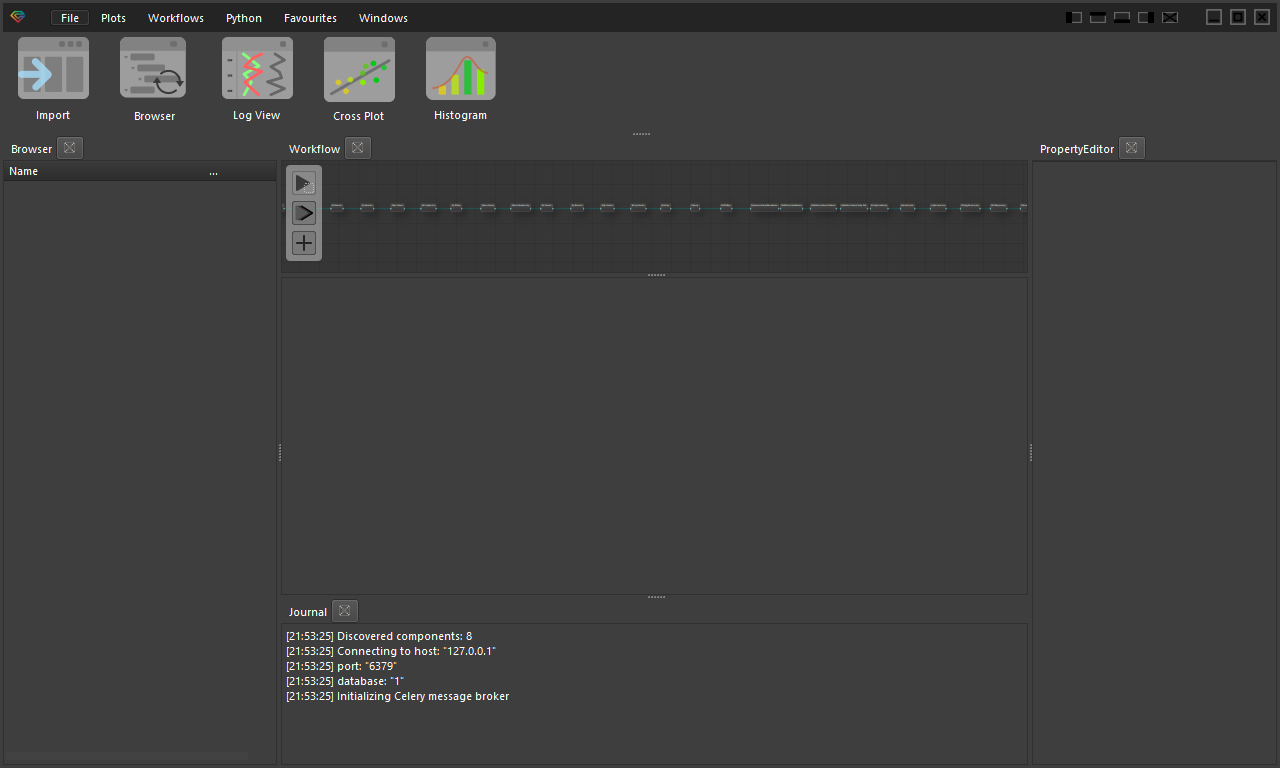 File Plots Workflows Python Favourites Windows
Import Browser Log View Cross Plot Histogram
Browser
Workflow
PropertyEditor
Name ...
Journal
[21:53:25] Discovered components: 8
[21:53:25] Connecting to host: "127.0.0.1"
[21:53:25] port: "6379"
[21:53:25] database: "1"
[21:53:25] Initializing Celery message broker